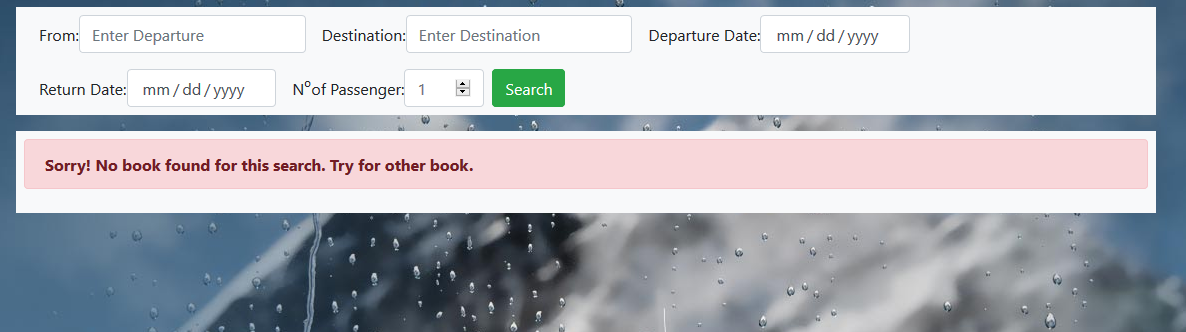 From: Enter Departure Destination: Enter Destination Departure Date: mm/dd/yyyy
Return Date: mm/dd/yyyy Nºof Passenger: 1 Search
Sorry! No book found for this search. Try for other book.